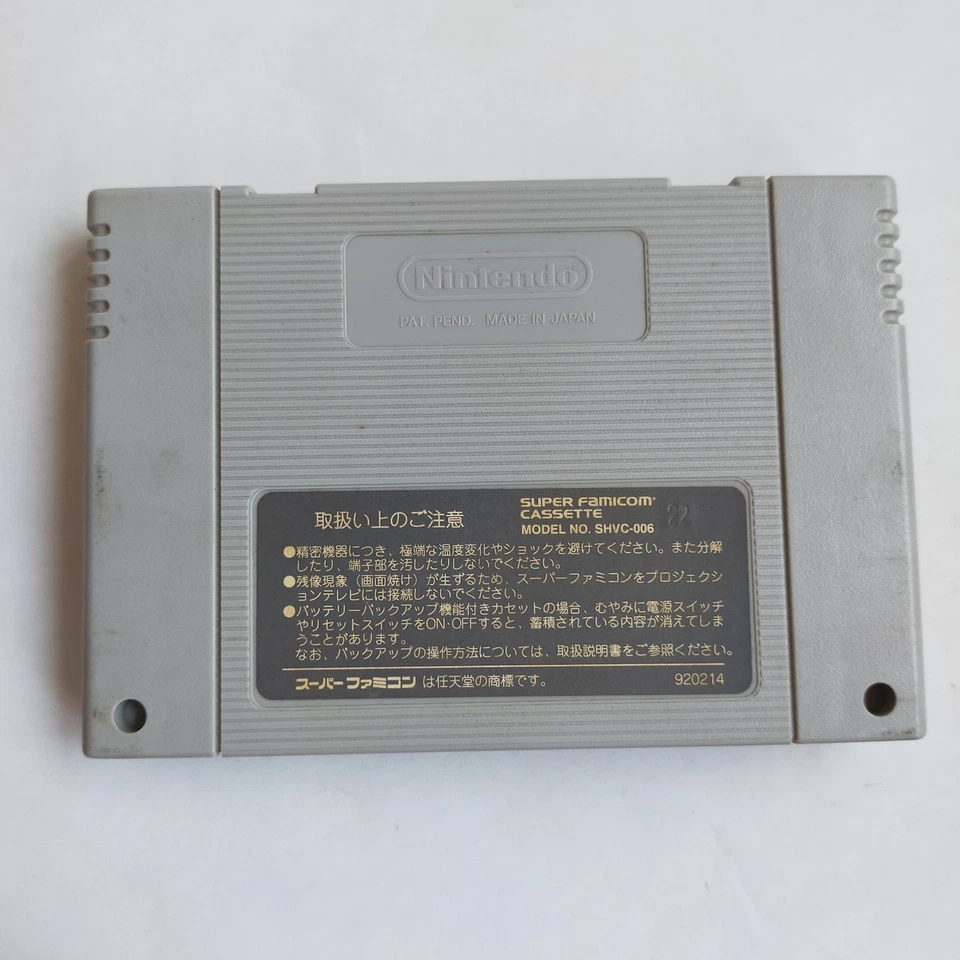 Nintendo®
PAT. PEND. MADE IN JAPAN
取扱い上のご注意
SUPER FAMICOM
CASSETTE
MODEL NO. SHVC-006
22
●精密機器につき、極端な温度変化やショックを避けてください。また分解
したり、端子部を汚したりしないでください。
●残像現象（画面焼け）が生ずるため、スーパーファミコンをプロジェクシ
ョンテレビには接続しないでください。
●バッテリーバックアップ機能付きカセットの場合、むやみに電源スイッチ
やリセットスイッチをON·OFFすると、蓄積されている内容が消えてしま
うことがあります。
なお、バックアップの操作方法については、取扱説明書をご参照ください。
スーパーファミコン は任天堂の商標です。
920214